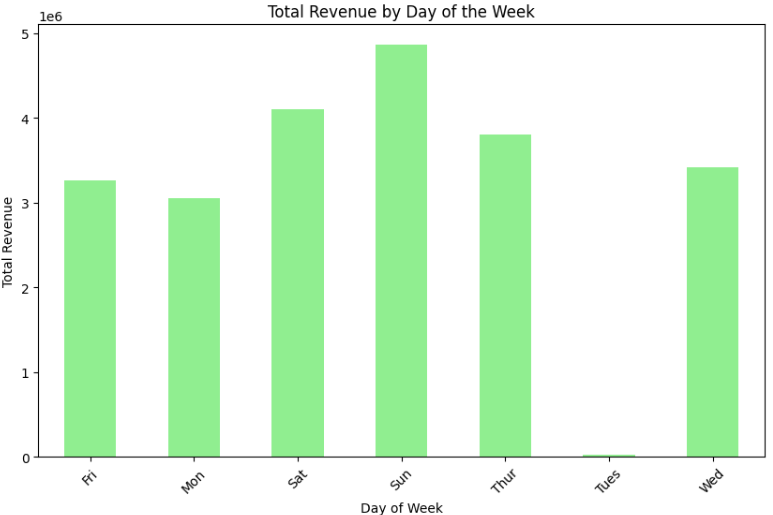 Total Revenue by Day of the Week
1e6
5
4
3
2
1
0
Total Revenue
Fri
Mon
Sat
Sun
Thur
Tues
Wed
Day of Week